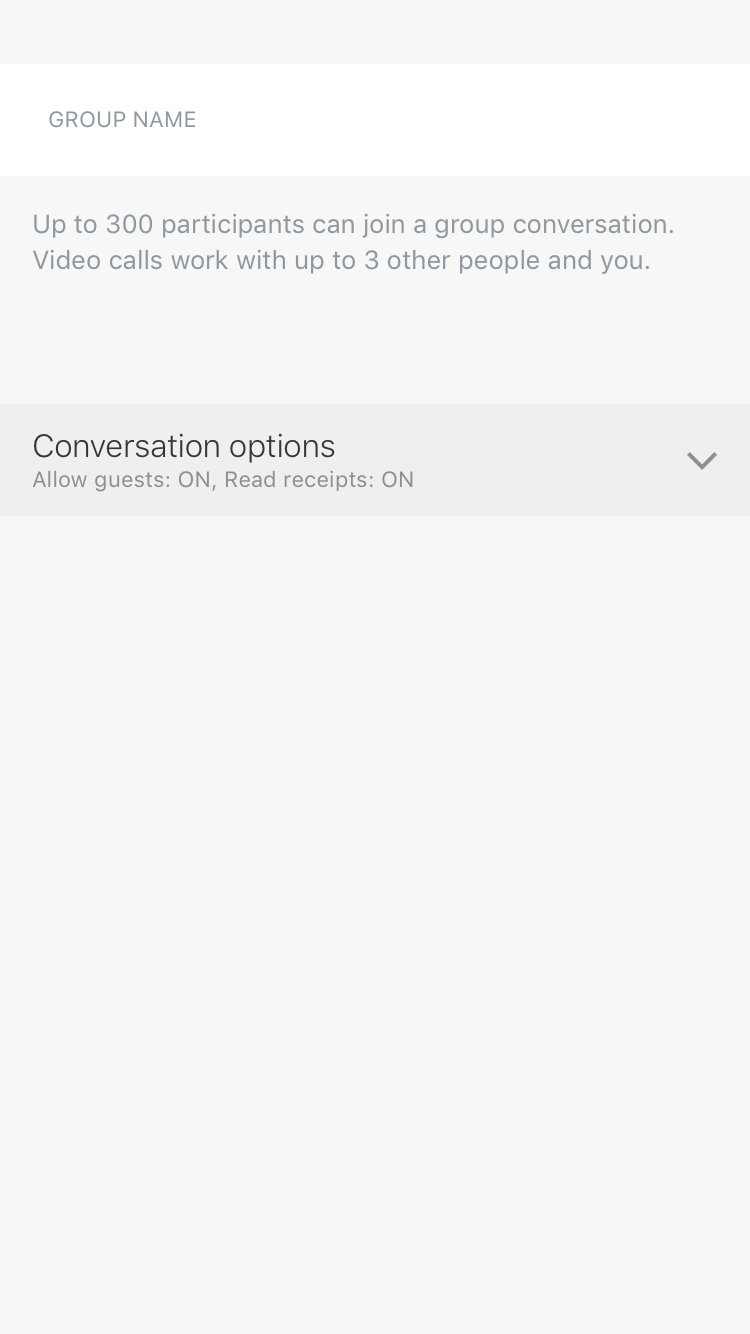 GROUP NAME
Up to 300 participants can join a group conversation.
Video calls work with up to 3 other people and you.
Conversation options
Allow guests: ON, Read receipts: ON